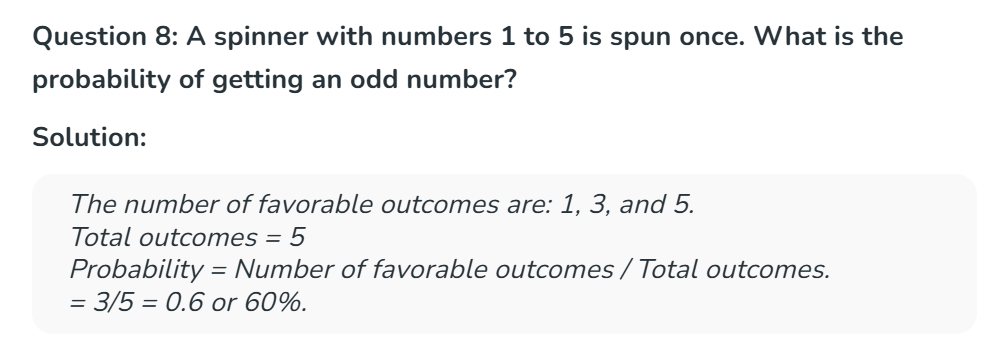 Question 8: A spinner with numbers 1 to 5 is spun once. What is the
probability of getting an odd number?
Solution:
The number of favorable outcomes are: 1, 3, and 5.
Total outcomes = 5
Probability = Number of favorable outcomes / Total outcomes.
= 3/5 = 0.6 or 60%.